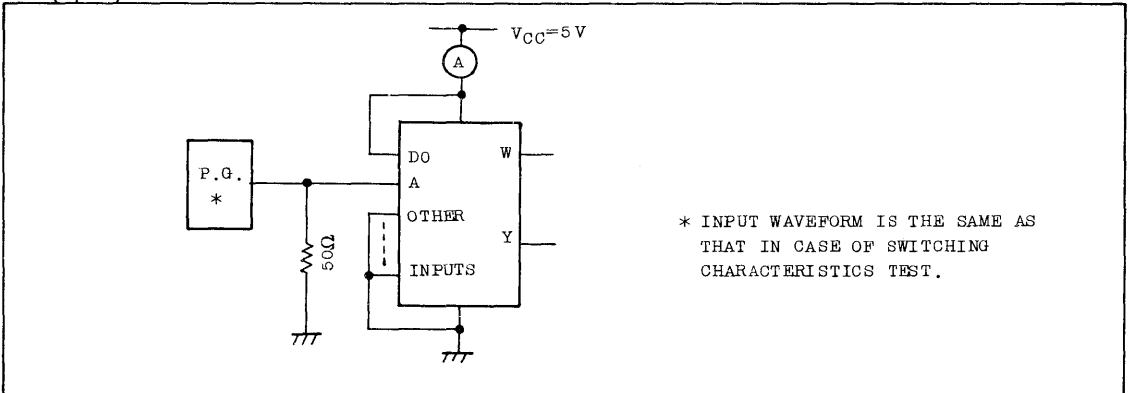 VCC=5V
A
DO
W
P.G.
*
A
OTHER
Y
INPUTS
50Ω
* INPUT WAVEFORM IS THE SAME AS
THAT IN CASE OF SWITCHING
CHARACTERISTICS TEST.